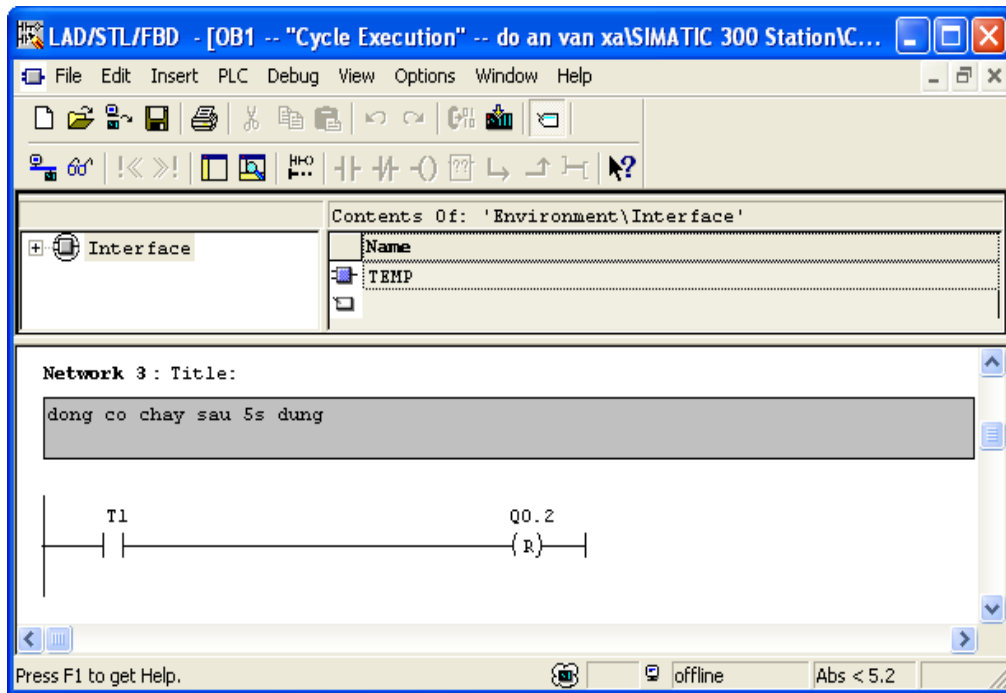 LAD/STL/FBD - [OB1 -- "Cycle Execution" -- do an van xa\SIMATIC 300 Station\C...
File Edit Insert PLC Debug View Options Window Help
Contents Of: 'Environment\Interface'
Interface
Name
TEMP
Network 3 : Title:
dong co chay sau 5s dung
T1 Q0.2
( R )
Press F1 to get Help. offline Abs < 5.2